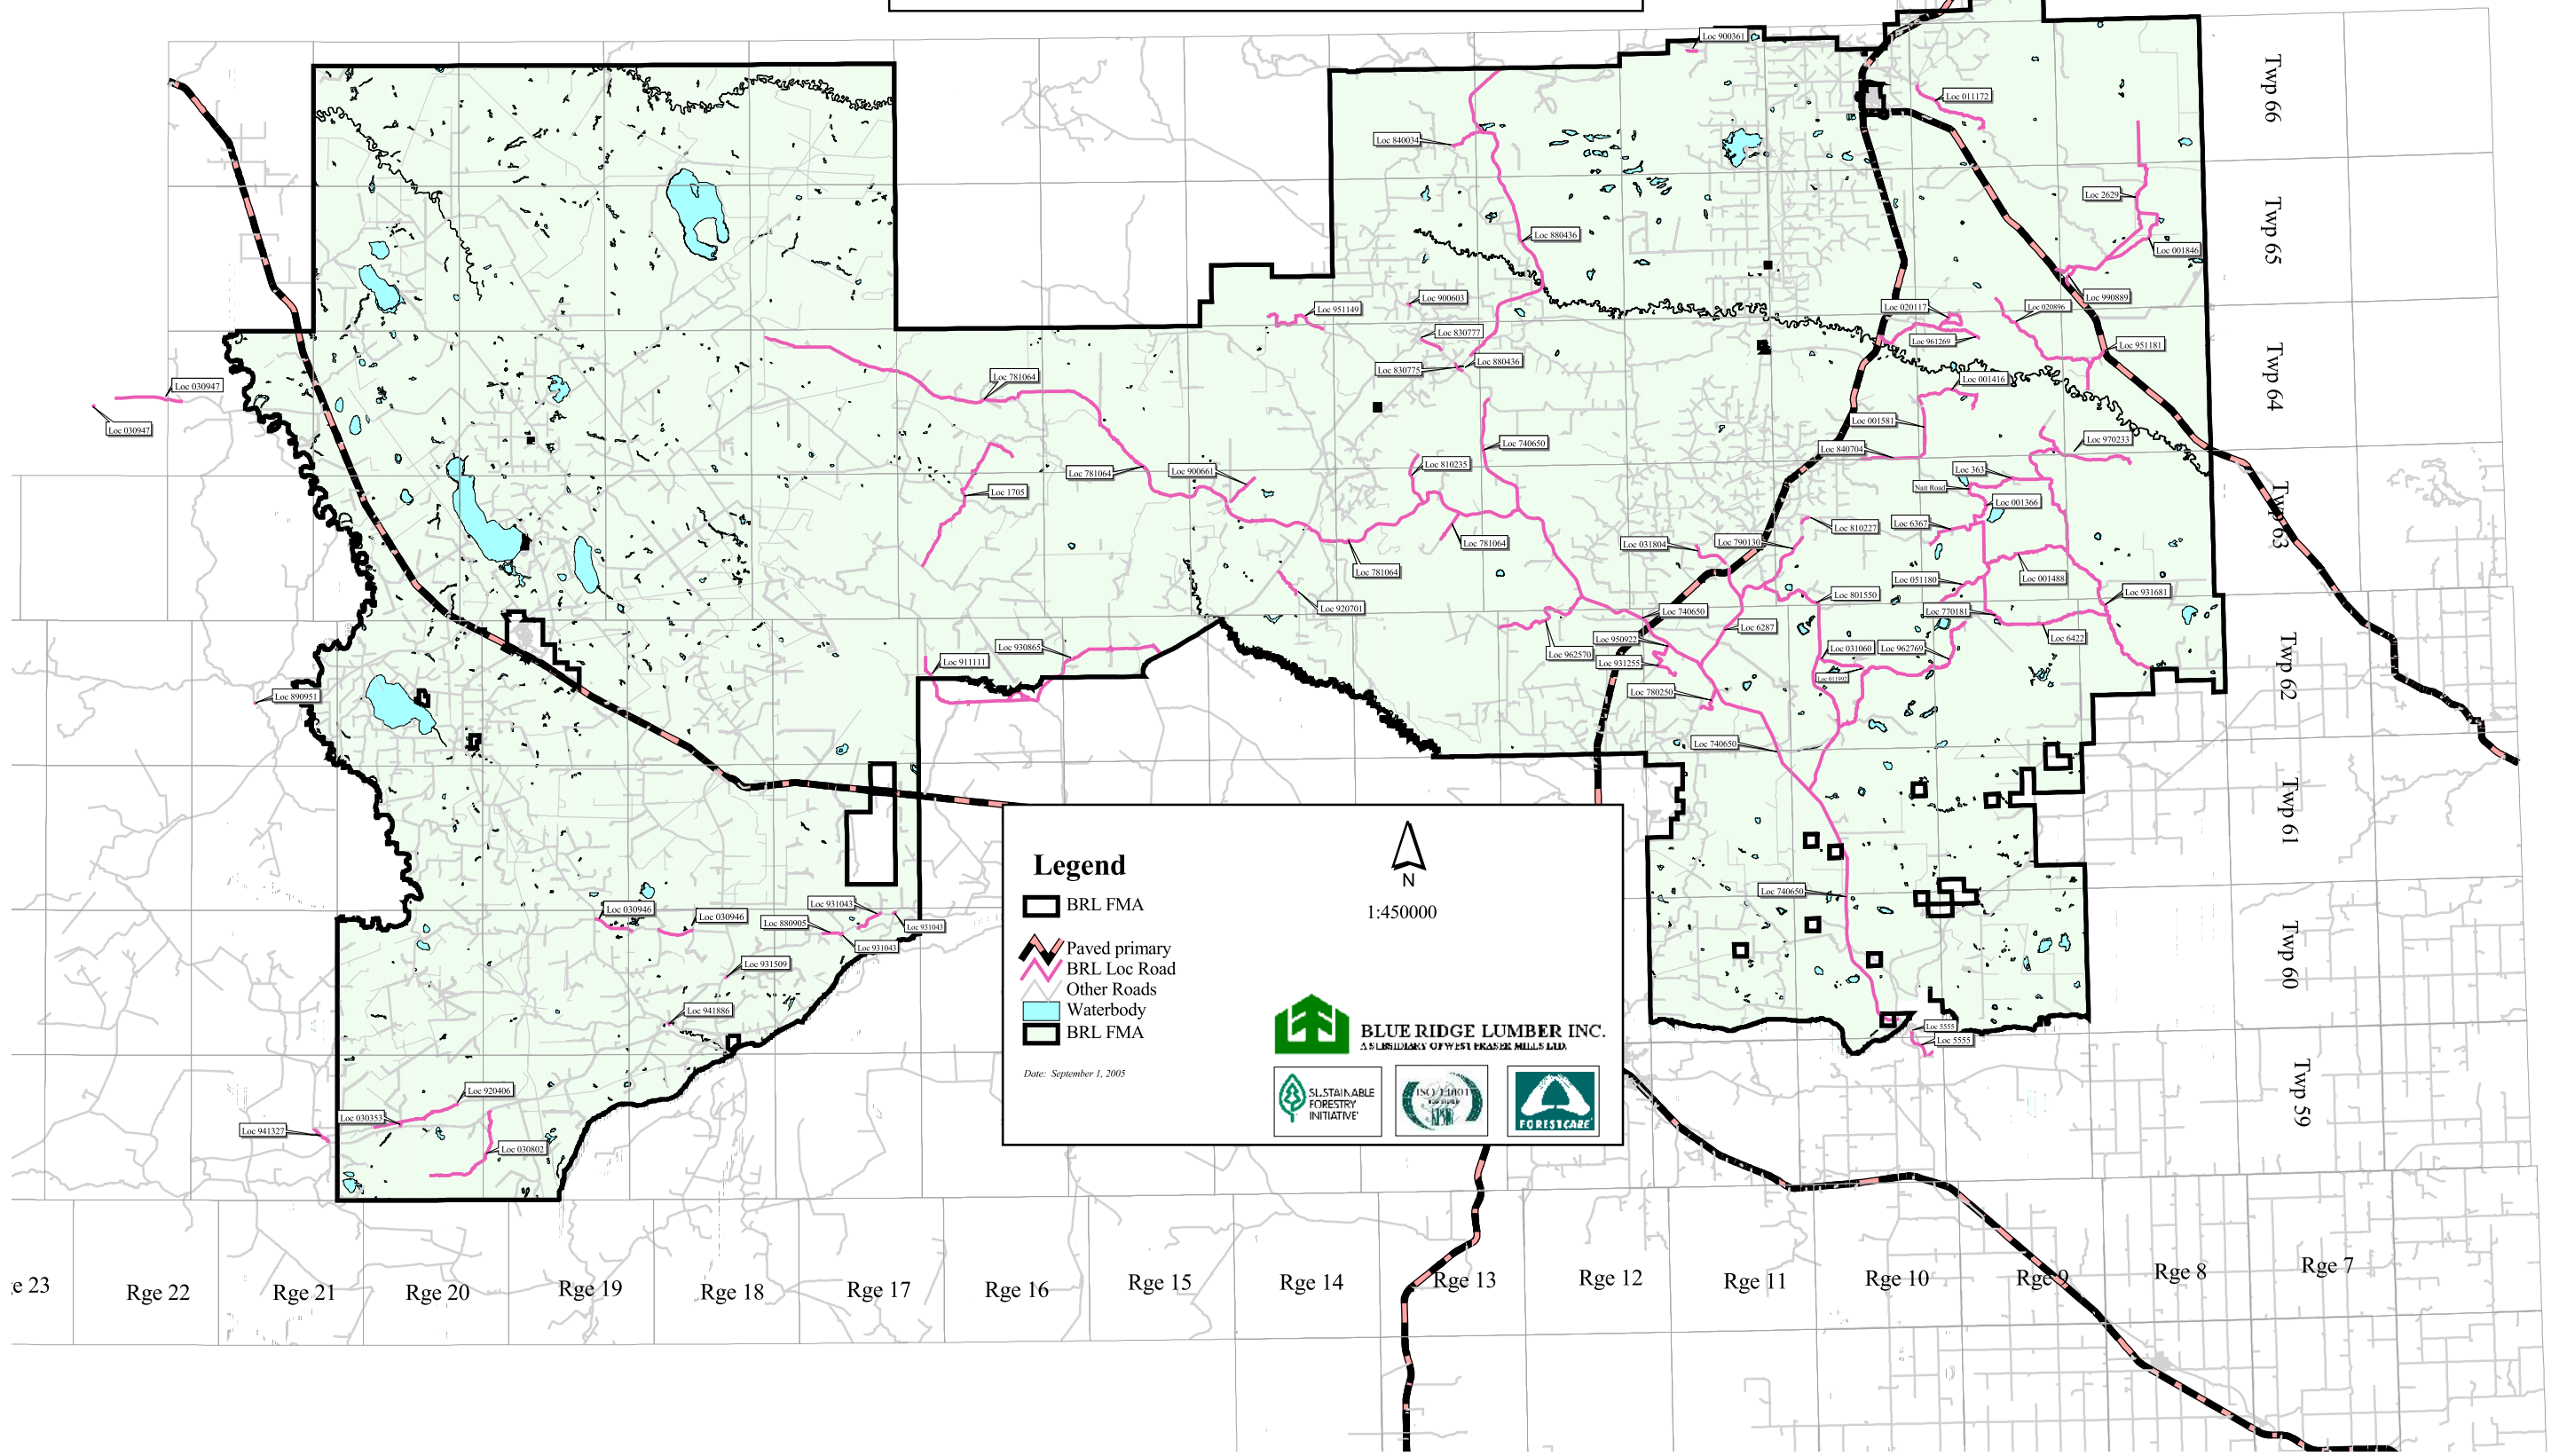 Loc 900361
Loc 011172
Twp 66
Loc 840034
Loc 2629
Twp 65
Loc 880436
Loc 001846
Loc 900603
Loc 990889
Loc 951149
Loc 020117
Loc 020896
Loc 830777
Loc 961269
Loc 951181
Loc 880436
Loc 830775
Twp 64
Loc 030947
Loc 781064
Loc 001416
Loc 030947
Loc 001581
Loc 740650
Loc 970233
Loc 840704
Loc 810235
Loc 781064
Loc 900661
Loc 363
Loc 1705
Nait Road
Loc 001366
Twp 63
Loc 6367
Loc 810227
Loc 781064
Loc 031804
Loc 790130
Loc 781064
Loc 051180
Loc 001488
Loc 801550
Loc 931681
Loc 920701
Loc 740650
Loc 770181
Loc 6287
Loc 6422
Loc 950922
Loc 930865
Loc 962570
Loc 031060
Loc 962769
Loc 911111
Loc 931255
Loc 011992
Twp 62
Loc 890951
Loc 780250
Loc 740650
Twp 61
Loc 740650
Loc 030946
Loc 030946
Loc 931043
Loc 880905
Loc 931043
Loc 931043
Twp 60
Loc 931509
Loc 941886
Loc 5555
Loc 5555
Twp 59
Loc 920406
Loc 030353
Loc 941327
Loc 030802
Legend
BRL FMA
Paved primary
BRL Loc Road
Other Roads
Waterbody
BRL FMA
Date: September 1, 2005
N
1:450000
BLUE RIDGE LUMBER INC.
A SUBSIDIARY OF WEST FRASER MILLS LTD.
SUSTAINABLE
FORESTRY
INITIATIVE
ISO 14001
FORESTCARE
e 23
Rge 22
Rge 21
Rge 20
Rge 19
Rge 18
Rge 17
Rge 16
Rge 15
Rge 14
Rge 13
Rge 12
Rge 11
Rge 10
Rge 9
Rge 8
Rge 7